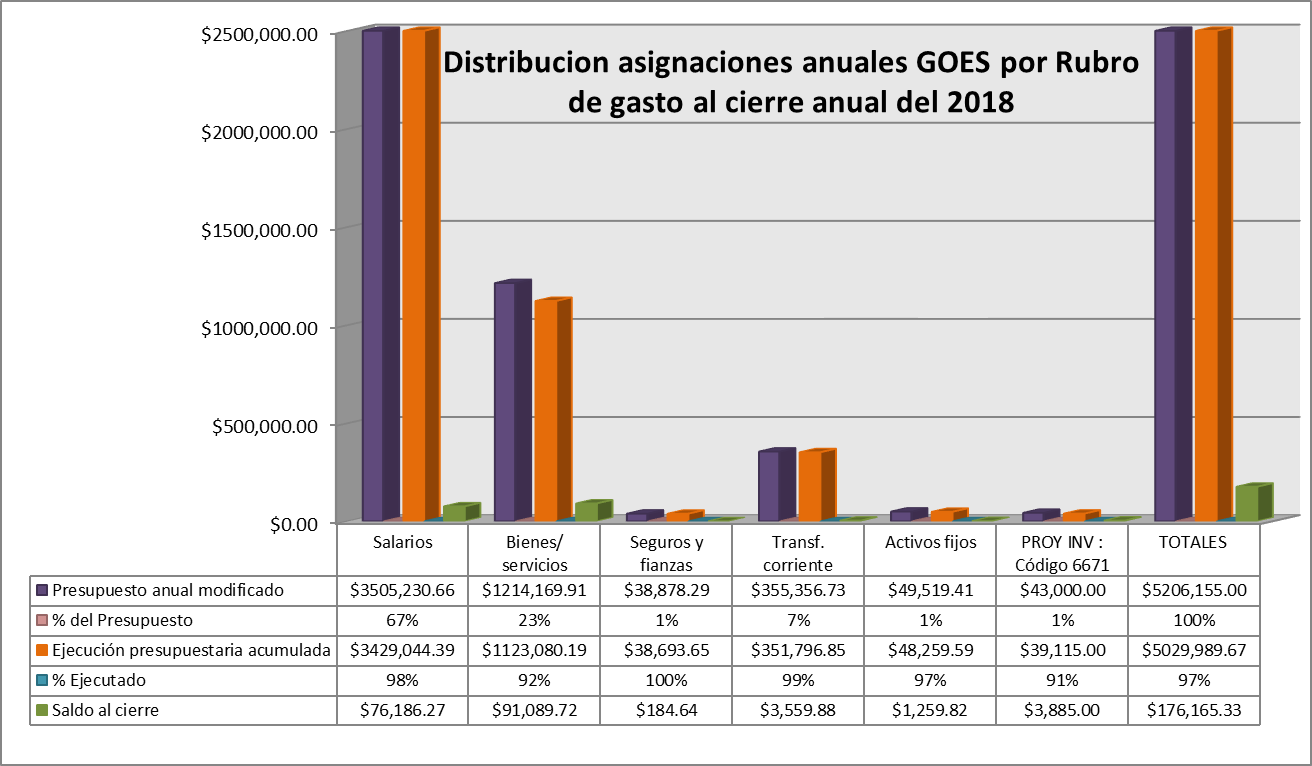 Distribucion asignaciones anuales GOES por Rubro
de gasto al cierre anual del 2018
$2500,000.00
$2000,000.00
$1500,000.00
$1000,000.00
$500,000.00
$0.00
Salarios Bienes/ servicios Seguros y fianzas Transf. corriente Activos fijos PROY INV : Código 6671 TOTALES
Presupuesto anual modificado $3505,230.66 $1214,169.91 $38,878.29 $355,356.73 $49,519.41 $43,000.00 $5206,155.00
% del Presupuesto 67% 23% 1% 7% 1% 1% 100%
Ejecución presupuestaria acumulada $3429,044.39 $1123,080.19 $38,693.65 $351,796.85 $48,259.59 $39,115.00 $5029,989.67
% Ejecutado 98% 92% 100% 99% 97% 91% 97%
Saldo al cierre $76,186.27 $91,089.72 $184.64 $3,559.88 $1,259.82 $3,885.00 $176,165.33